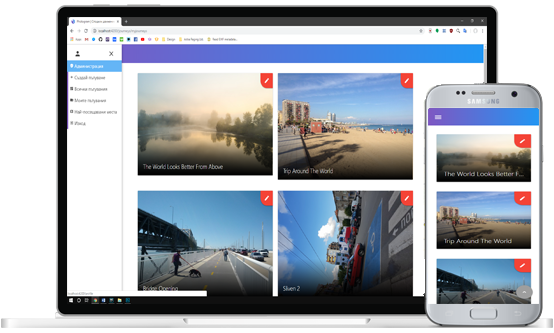 Администрация
Създай пътуване
Всички пътувания
Моите пътувания
Най-посещавани места
Изход
The World Looks Better From Above
Trip Around The World
Bridge Opening
Sliven 2
SAMSUNG
The World Looks Better F...
Trip Around The World